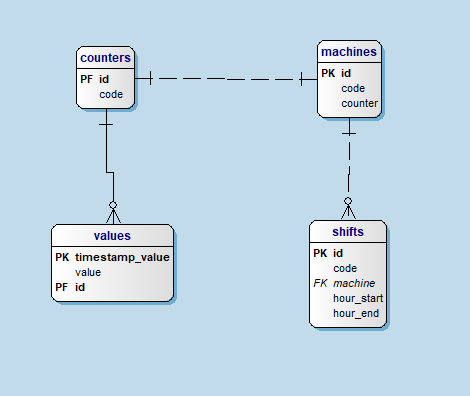 counters
PF id
code
machines
PK id
code
counter
values
PK timestamp_value
value
PF id
shifts
PK id
code
FK machine
hour_start
hour_end